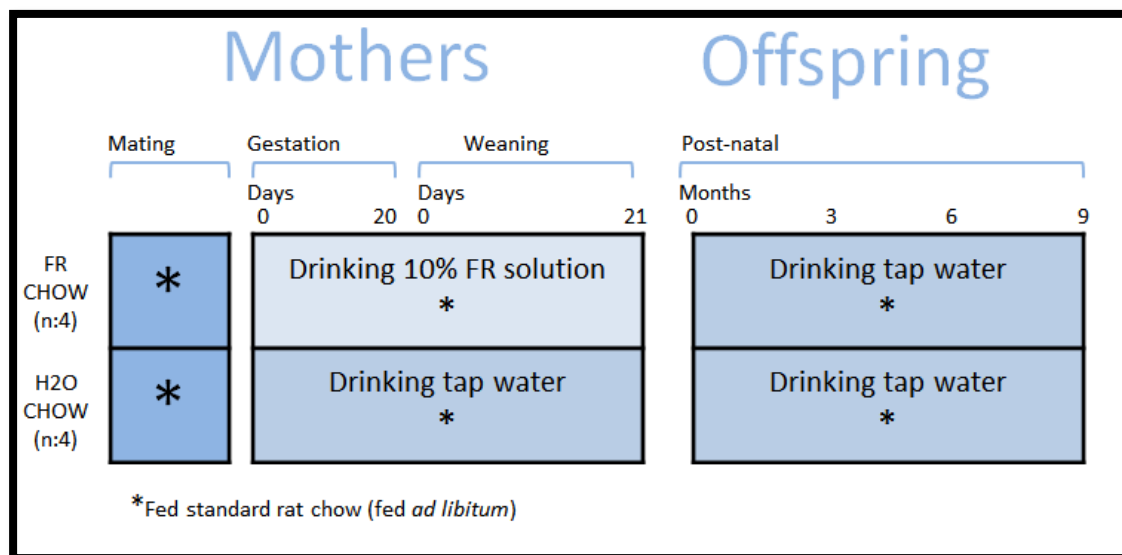 Mothers Offspring
Mating Gestation Weaning Post-natal
Days Days Months
0 20 0 21 0 3 6 9
FR
CHOW
(n:4)
* Drinking 10% FR solution Drinking tap water
* *
H2O
CHOW
(n:4)
* Drinking tap water Drinking tap water
* *
*Fed standard rat chow (fed ad libitum)